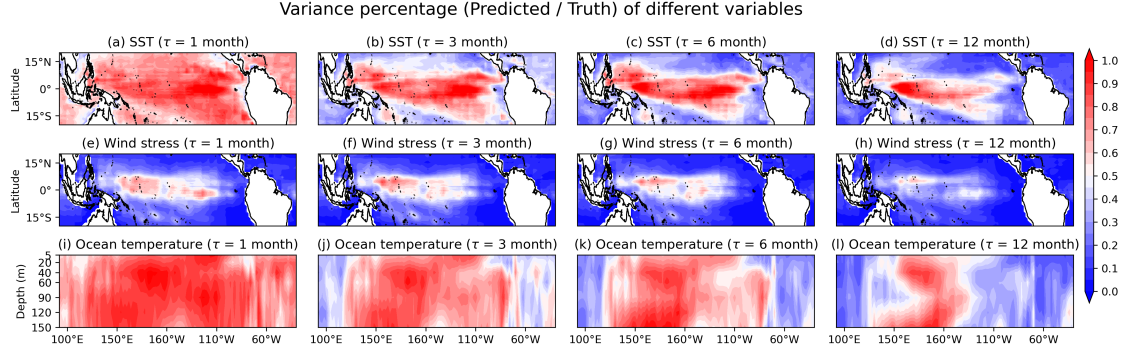 Variance percentage (Predicted / Truth) of different variables
(a) SST (τ = 1 month)
(b) SST (τ = 3 month)
(c) SST (τ = 6 month)
(d) SST (τ = 12 month)
Latitude
15°N
0°
15°S
(e) Wind stress (τ = 1 month)
(f) Wind stress (τ = 3 month)
(g) Wind stress (τ = 6 month)
(h) Wind stress (τ = 12 month)
Latitude
15°N
0°
15°S
(i) Ocean temperature (τ = 1 month)
(j) Ocean temperature (τ = 3 month)
(k) Ocean temperature (τ = 6 month)
(l) Ocean temperature (τ = 12 month)
Depth (m)
5
20
40
60
90
120
150
100°E 150°E 160°W 110°W 60°W
100°E 150°E 160°W 110°W 60°W
100°E 150°E 160°W 110°W 60°W
100°E 150°E 160°W 110°W 60°W
1.0
0.9
0.8
0.7
0.6
0.5
0.4
0.3
0.2
0.1
0.0